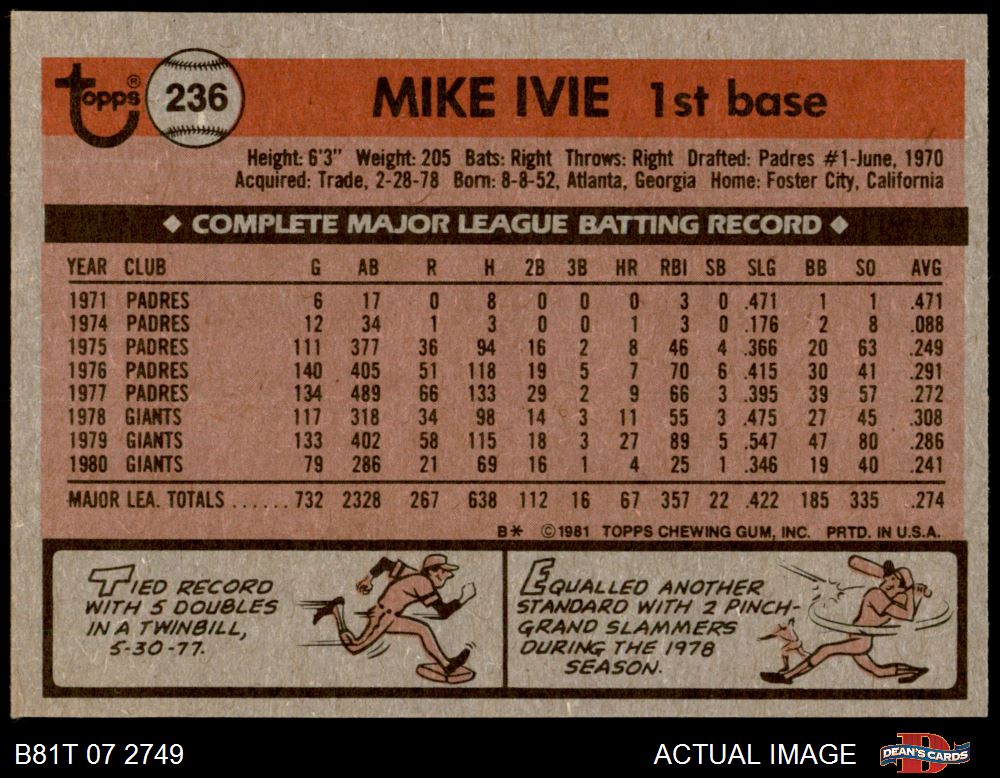 Topps® 236 MIKE IVIE 1st base
Height: 6'3" Weight: 205 Bats: Right Throws: Right Drafted: Padres #1-June, 1970
Acquired: Trade, 2-28-78 Born: 8-8-52, Atlanta, Georgia Home: Foster City, California
◆ COMPLETE MAJOR LEAGUE BATTING RECORD ◆
YEAR CLUB G AB R H 2B 3B HR RBI SB SLG BB SO AVG
1971 PADRES 6 17 0 8 0 0 0 3 0 .471 1 1 .471
1974 PADRES 12 34 1 3 0 0 1 3 0 .176 2 8 .088
1975 PADRES 111 377 36 94 16 2 8 46 4 .366 20 63 .249
1976 PADRES 140 405 51 118 19 5 7 70 6 .415 30 41 .291
1977 PADRES 134 489 66 133 29 2 9 66 3 .395 39 57 .272
1978 GIANTS 117 318 34 98 14 3 11 55 3 .475 27 45 .308
1979 GIANTS 133 402 58 115 18 3 27 89 5 .547 47 80 .286
1980 GIANTS 79 286 21 69 16 1 4 25 1 .346 19 40 .241
MAJOR LEA. TOTALS ...... 732 2328 267 638 112 16 67 357 22 .422 185 335 .274
B* ©1981 TOPPS CHEWING GUM, INC. PRTD. IN U.S.A.
TIED RECORD
WITH 5 DOUBLES
IN A TWINBILL,
5-30-77.
EQUALLED ANOTHER
STANDARD WITH 2 PINCH-
GRAND SLAMMERS
DURING THE 1978
SEASON.
B81T 07 2749 ACTUAL IMAGE DEAN'S CARDS